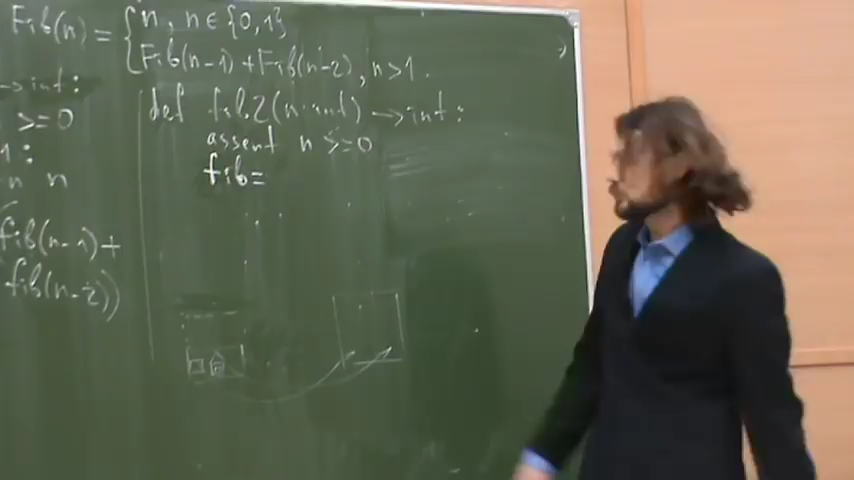 Fib(n) = { n, n ∈ {0, 1}
Fib(n-1) + Fib(n-2), n > 1.
→ int:
>= 0
1:
n n
fib(n-1) +
fib(n-2))
def fib2(n:int) → int:
assert n >= 0
fib=